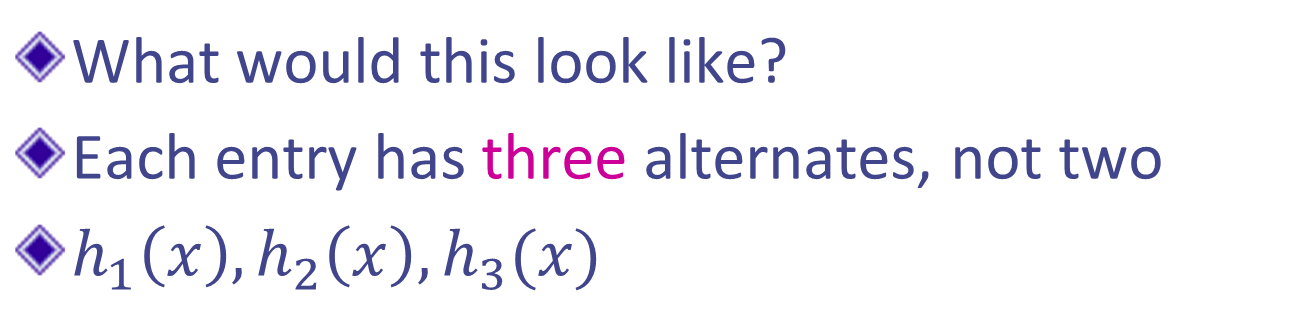 What would this look like?
Each entry has three alternates, not two
h₁(x), h₂(x), h₃(x)